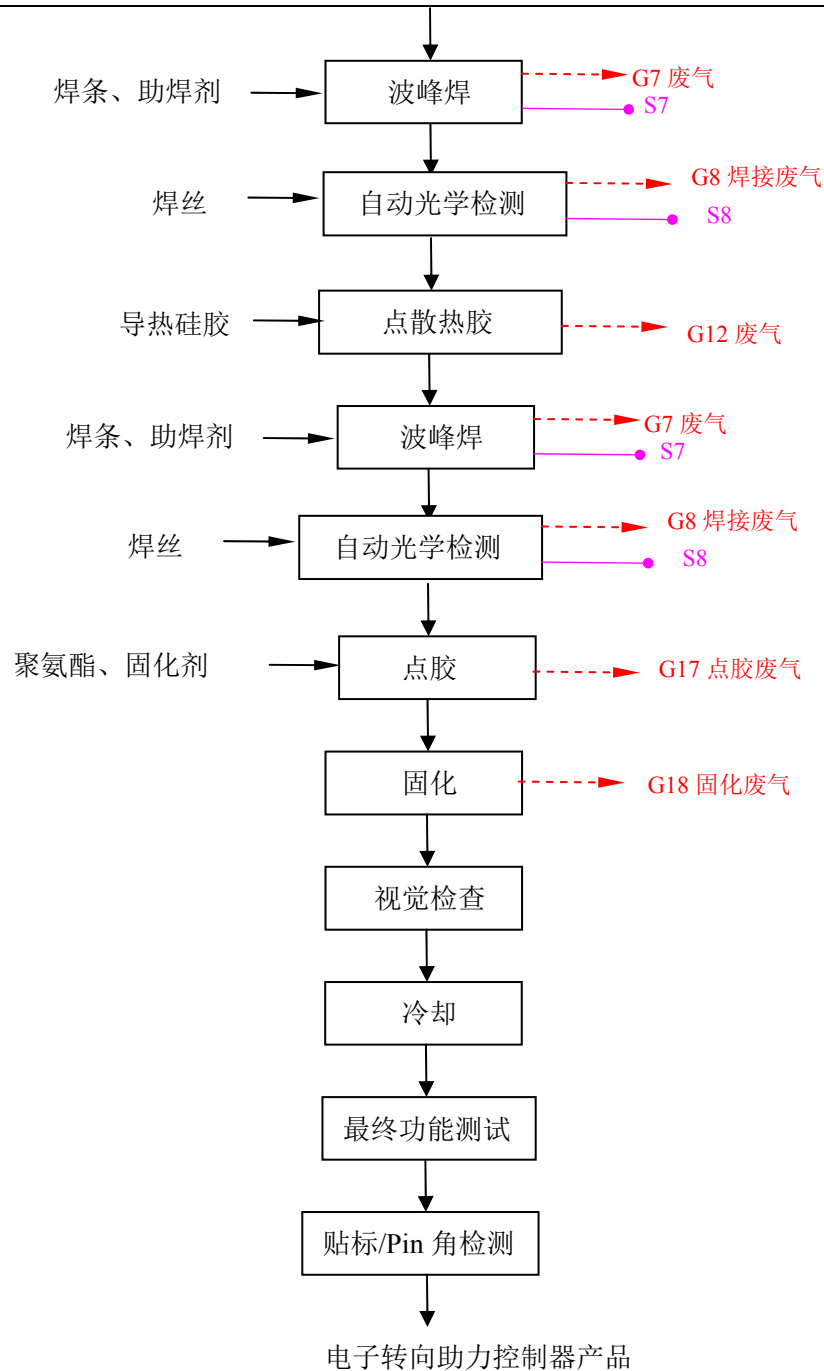 焊条、助焊剂
波峰焊
G7 废气
S7
焊丝
自动光学检测
G8 焊接废气
S8
导热硅胶
点散热胶
G12 废气
焊条、助焊剂
波峰焊
G7 废气
S7
焊丝
自动光学检测
G8 焊接废气
S8
聚氨酯、固化剂
点胶
G17 点胶废气
固化
G18 固化废气
视觉检查
冷却
最终功能测试
贴标/Pin 角检测
电子转向助力控制器产品